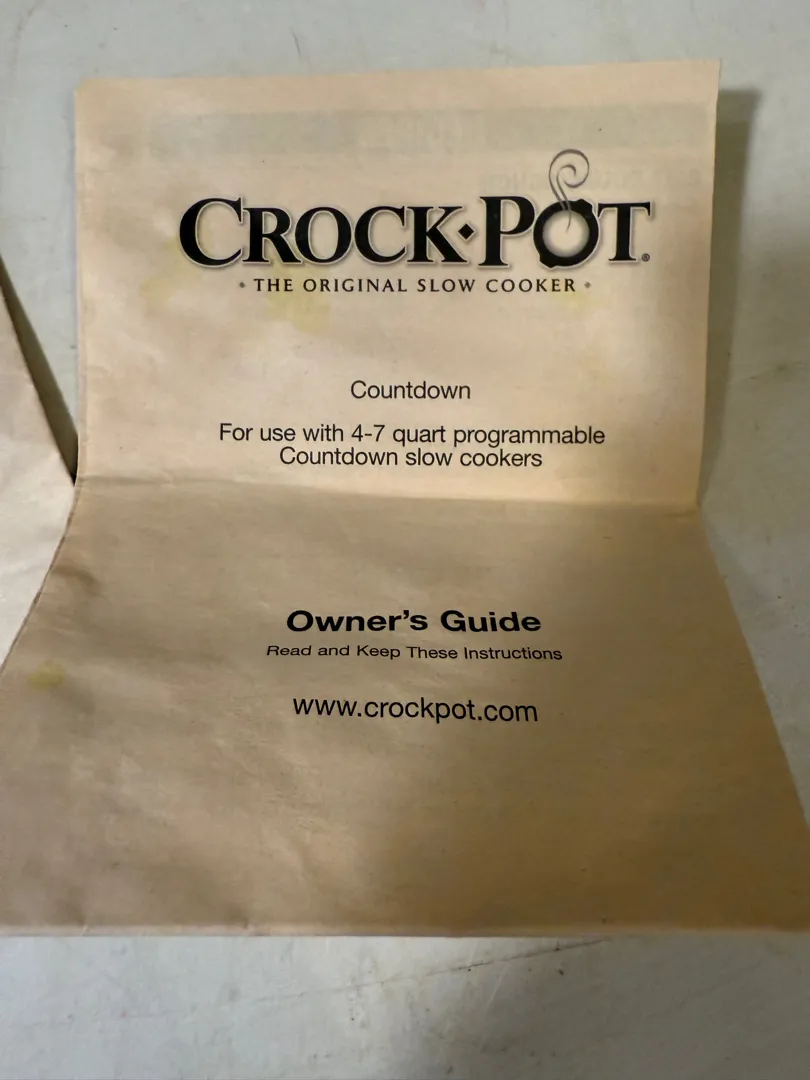 CROCK•POT®
• THE ORIGINAL SLOW COOKER •
Countdown
For use with 4-7 quart programmable
Countdown slow cookers
Owner's Guide
Read and Keep These Instructions
www.crockpot.com